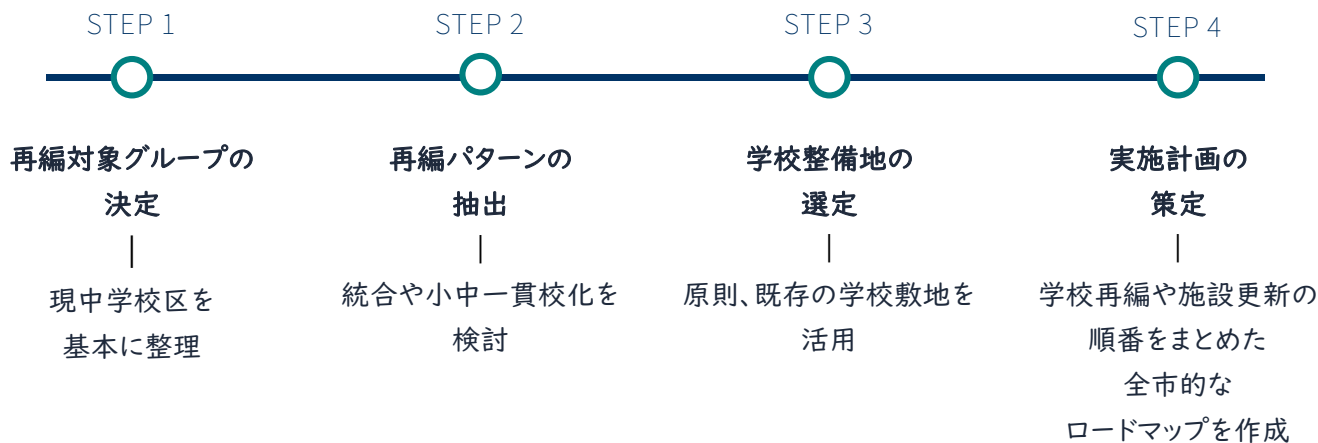 STEP 1
再編対象グループの
決定
現中学校区を
基本に整理
STEP 2
再編パターンの
抽出
統合や小中一貫校化を
検討
STEP 3
学校整備地の
選定
原則、既存の学校敷地を
活用
STEP 4
実施計画の
策定
学校再編や施設更新の
順番をまとめた
全市的な
ロードマップを作成